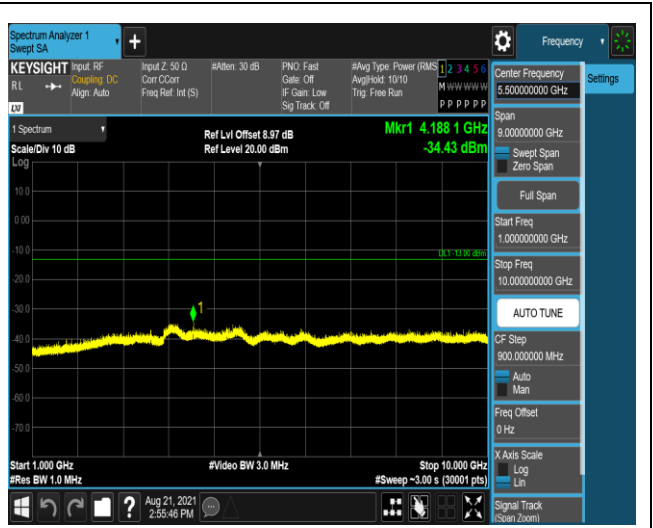 Spectrum Analyzer 1
Swept SA
Frequency
KEYSIGHT
RL
LXI
Input: RF
Coupling: DC
Align: Auto
Input Z: 50 Ω
Corr CCorr
Freq Ref: Int (S)
#Atten: 30 dB
PNO: Fast
Gate: Off
IF Gain: Low
Sig Track: Off
#Avg Type: Power (RMS
Avg|Hold: 10/10
Trig: Free Run
1 2 3 4 5 6
M W W W W W
P P P P P P
Center Frequency
5.500000000 GHz
Settings
Span
9.00000000 GHz
Swept Span
Zero Span
Full Span
Start Freq
1.000000000 GHz
Stop Freq
10.000000000 GHz
AUTO TUNE
CF Step
900.000000 MHz
Auto
Man
Freq Offset
0 Hz
X Axis Scale
Log
Lin
Signal Track
(Span Zoom)
1 Spectrum
Scale/Div 10 dB
Log
Ref Lvl Offset 8.97 dB
Ref Level 20.00 dBm
Mkr1 4.188 1 GHz
-34.43 dBm
10.0
0.00
-10.0
DL1 -13.00 dBm
-20.0
-30.0
1
-40.0
-50.0
-60.0
-70.0
Start 1.000 GHz
#Video BW 3.0 MHz
Stop 10.000 GHz
#Res BW 1.0 MHz
#Sweep ~3.00 s (30001 pts)
?
Aug 21, 2021
2:55:46 PM